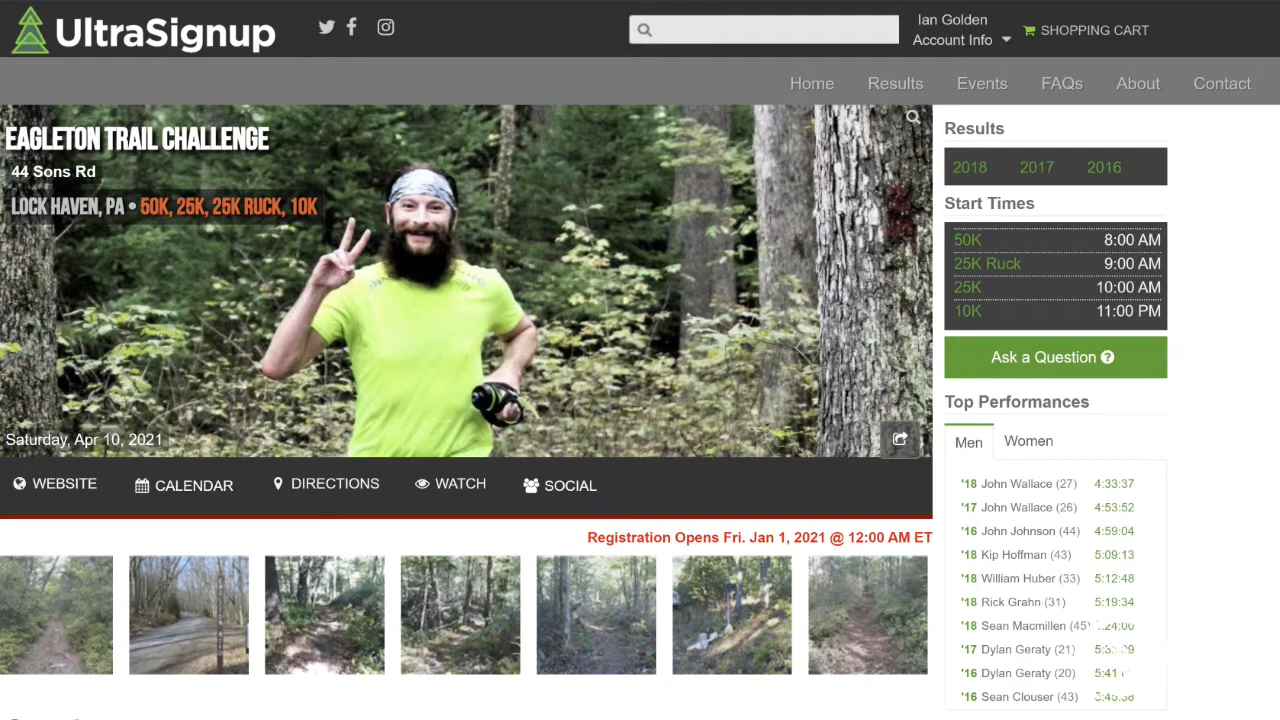 UltraSignup
Ian Golden
Account Info
SHOPPING CART
Home Results Events FAQs About Contact
EAGLETON TRAIL CHALLENGE
44 Sons Rd
LOCK HAVEN, PA • 50K, 25K, 25K RUCK, 10K
Saturday, Apr 10, 2021
WEBSITE CALENDAR DIRECTIONS WATCH SOCIAL
Registration Opens Fri. Jan 1, 2021 @ 12:00 AM ET
Results
2018 2017 2016
Start Times
50K 8:00 AM
25K Ruck 9:00 AM
25K 10:00 AM
10K 11:00 PM
Ask a Question
Top Performances
Men Women
'18 John Wallace (27) 4:33:37
'17 John Wallace (26) 4:53:52
'16 John Johnson (44) 4:59:04
'18 Kip Hoffman (43) 5:09:13
'18 William Huber (33) 5:12:48
'18 Rick Grahn (31) 5:19:34
'18 Sean Macmillen (45)
'17 Dylan Geraty (21)
'16 Dylan Geraty (20)
'16 Sean Clouser (43)